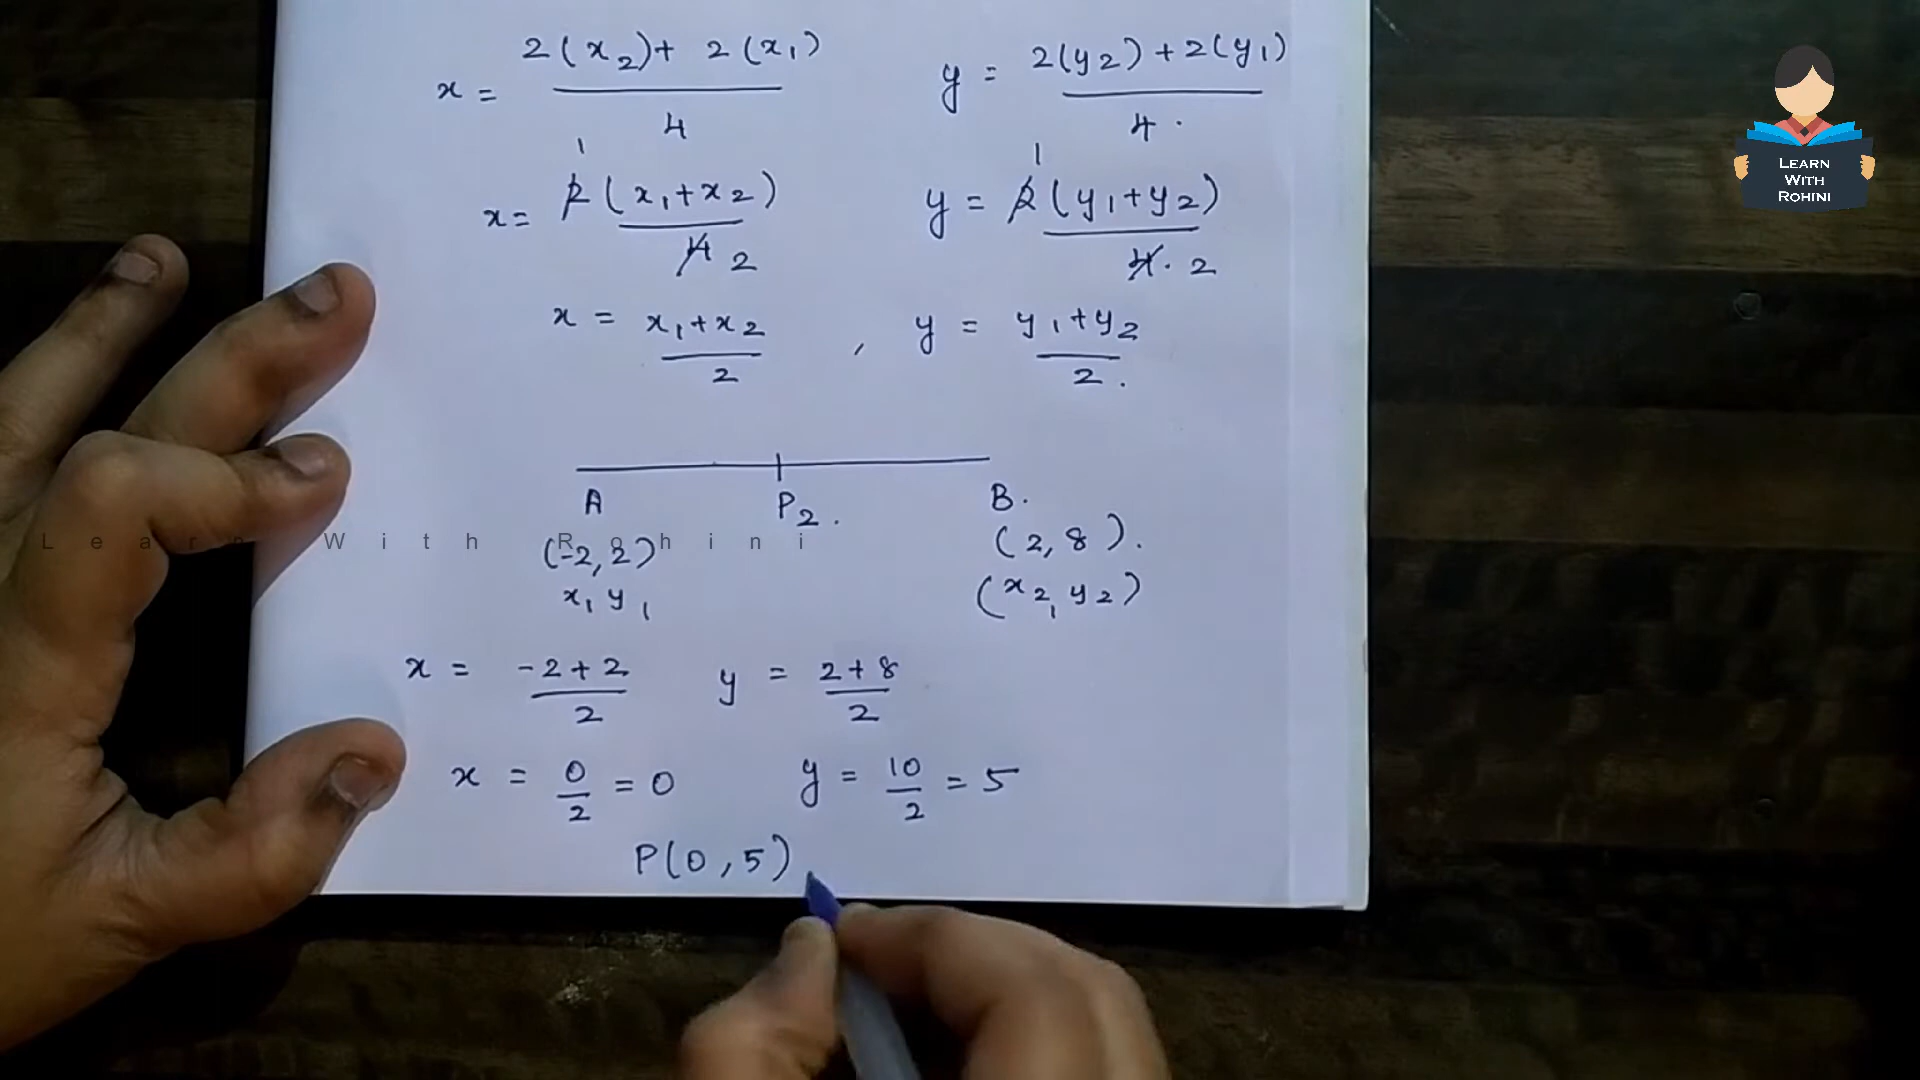 x = 2(x₂)+ 2(x₁) / 4    y = 2(y₂)+2(y₁) / 4.
x = 2(x₁+x₂) / 4 2    y = 2(y₁+y₂) / 4. 2
1    1
x = x₁+x₂ / 2 , y = y₁+y₂ / 2.
A    P₂.    B.
(-2,2)    (2,8).
x₁ y₁    (x₂, y₂)
x = -2+2 / 2    y = 2+8 / 2
x = 0/2 = 0    y = 10/2 = 5
P(0,5)
LEARN
WITH
ROHINI
Learn With Rohini